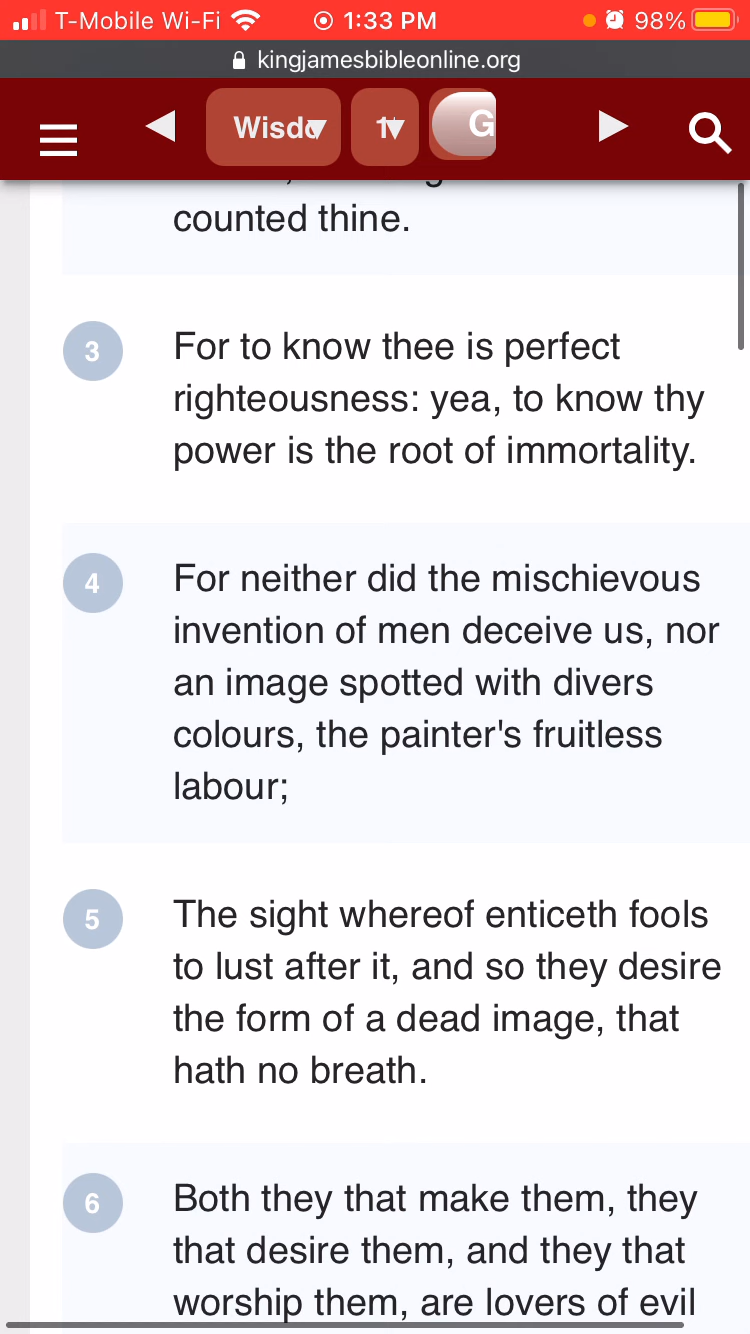 T-Mobile Wi-Fi 1:33 PM 98%
kingjamesbibleonline.org
G
counted thine.
3 For to know thee is perfect
righteousness: yea, to know thy
power is the root of immortality.
4 For neither did the mischievous
invention of men deceive us, nor
an image spotted with divers
colours, the painter's fruitless
labour;
5 The sight whereof enticeth fools
to lust after it, and so they desire
the form of a dead image, that
hath no breath.
6 Both they that make them, they
that desire them, and they that
worship them, are lovers of evil